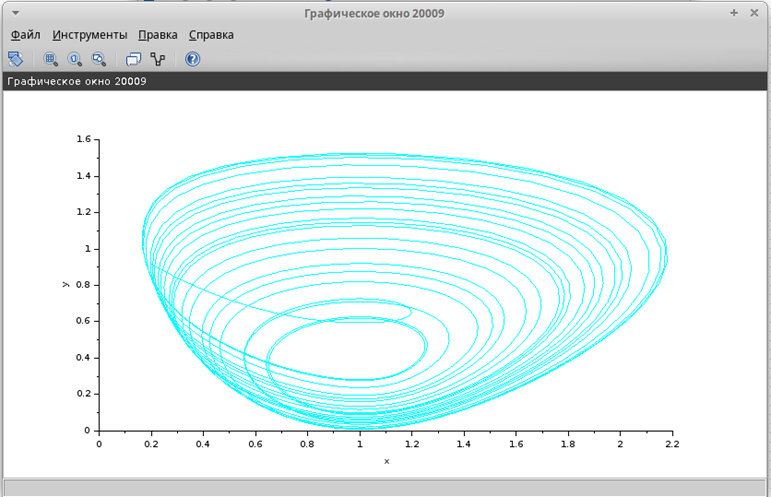 Графическое окно 20009
Файл Инструменты Правка Справка
Графическое окно 20009
1.6
1.4
1.2
1
0.8
y
0.6
0.4
0.2
0
0 0.2 0.4 0.6 0.8 1 1.2 1.4 1.6 1.8 2 2.2
x